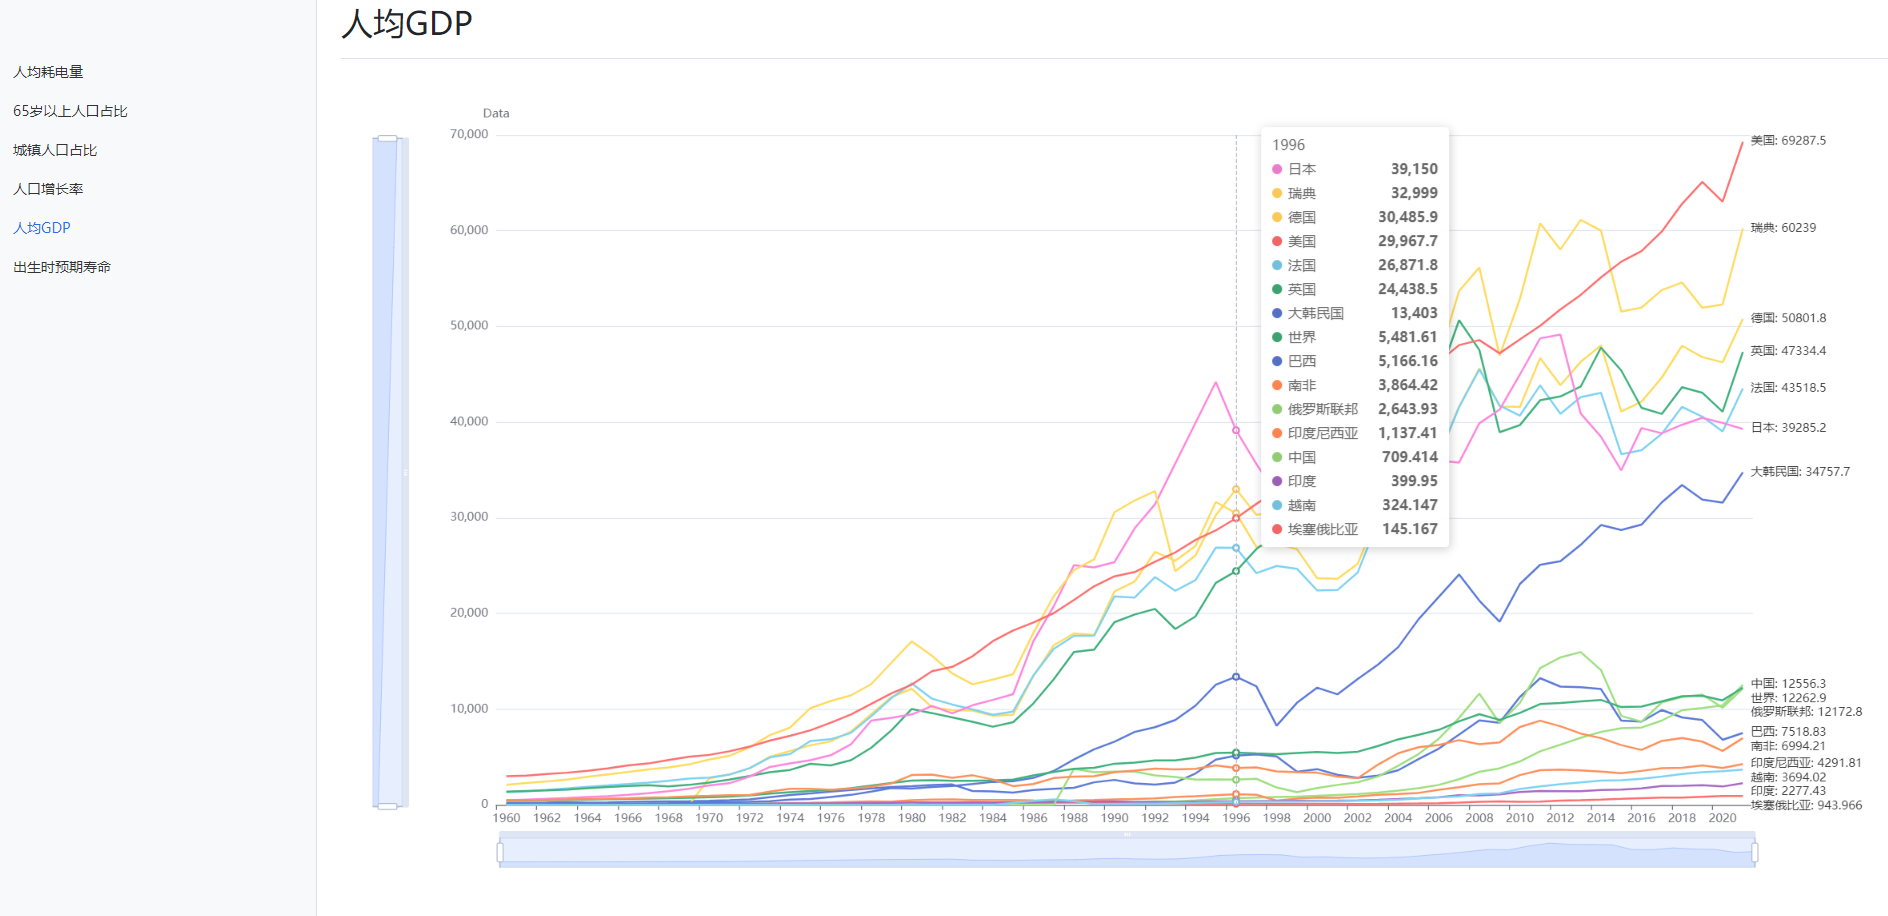 人均GDP
人均耗电量
65岁以上人口占比
城镇人口占比
人口增长率
人均GDP
出生时预期寿命
Data
70,000
60,000
50,000
40,000
30,000
20,000
10,000
0
1996
日本 39,150
瑞典 32,999
德国 30,485.9
美国 29,967.7
法国 26,871.8
英国 24,438.5
大韩民国 13,403
世界 5,481.61
巴西 5,166.16
南非 3,864.42
俄罗斯联邦 2,643.93
印度尼西亚 1,137.41
中国 709.414
印度 399.95
越南 324.147
埃塞俄比亚 145.167
美国: 69287.5
瑞典: 60239
德国: 50801.8
英国: 47334.4
法国: 43518.5
日本: 39285.2
大韩民国: 34757.7
中国: 12556.3
世界: 12262.9
俄罗斯联邦: 12172.8
巴西: 7518.83
南非: 6994.21
印度尼西亚: 4291.81
越南: 3694.02
印度: 2277.43
埃塞俄比亚: 943.966
1960 1962 1964 1966 1968 1970 1972 1974 1976 1978 1980 1982 1984 1986 1988 1990 1992 1994 1996 1998 2000 2002 2004 2006 2008 2010 2012 2014 2016 2018 2020